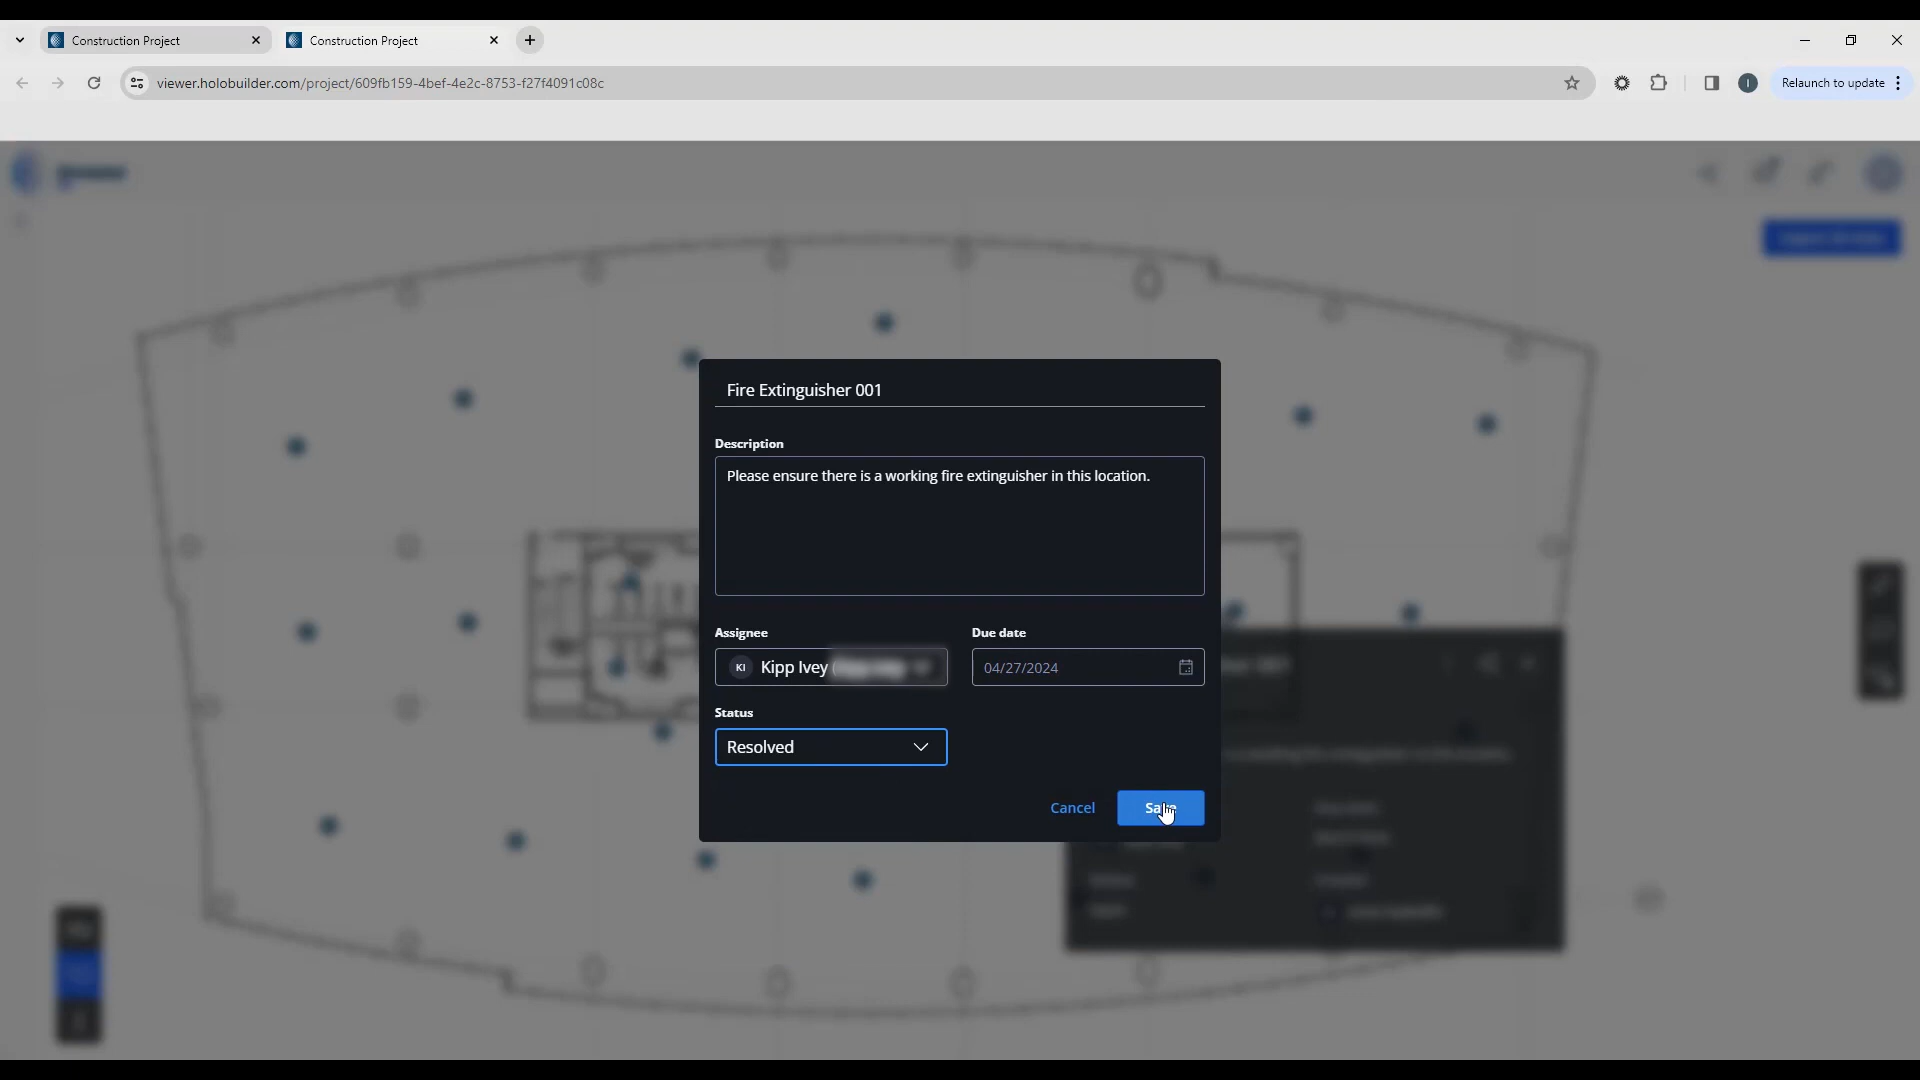 Construction Project
Construction Project
viewer.holobuilder.com/project/609fb159-4bef-4e2c-8753-f27f4091c08c
I
Relaunch to update
Fire Extinguisher 001
Description
Please ensure there is a working fire extinguisher in this location.
Assignee
Due date
KI Kipp Ivey
04/27/2024
Status
Resolved
Cancel
Save